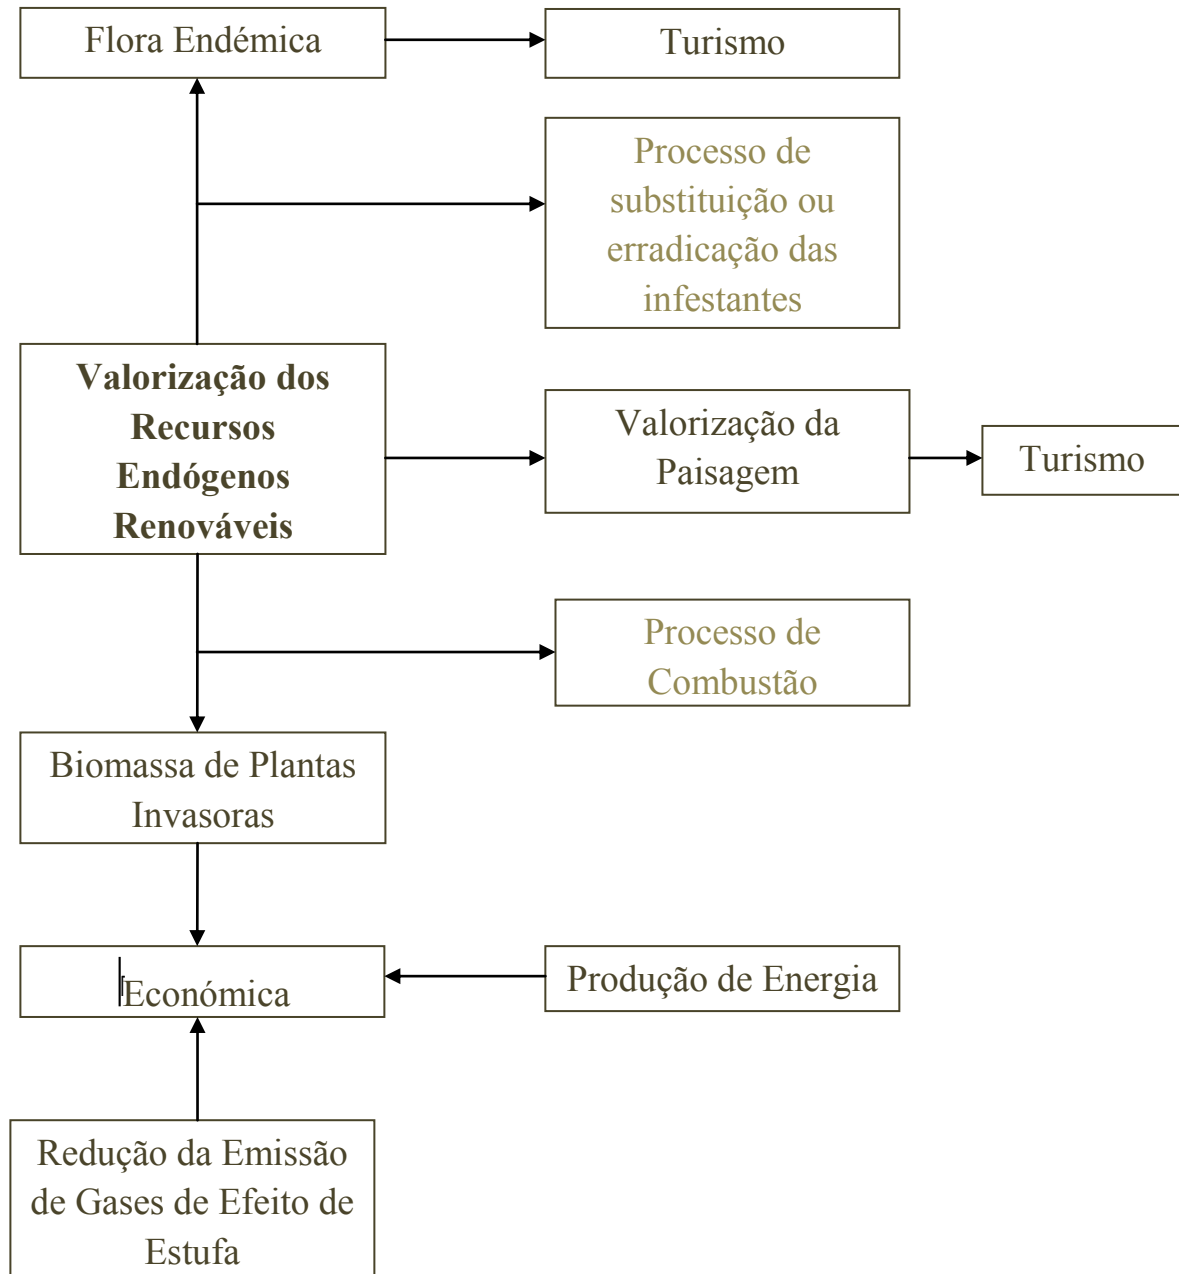 Flora Endémica
Turismo
Processo de
substituição ou
erradicação das
infestantes
Valorização dos
Recursos
Endógenos
Renováveis
Valorização da
Paisagem
Turismo
Processo de
Combustão
Biomassa de Plantas
Invasoras
Económica
Produção de Energia
Redução da Emissão
de Gases de Efeito de
Estufa